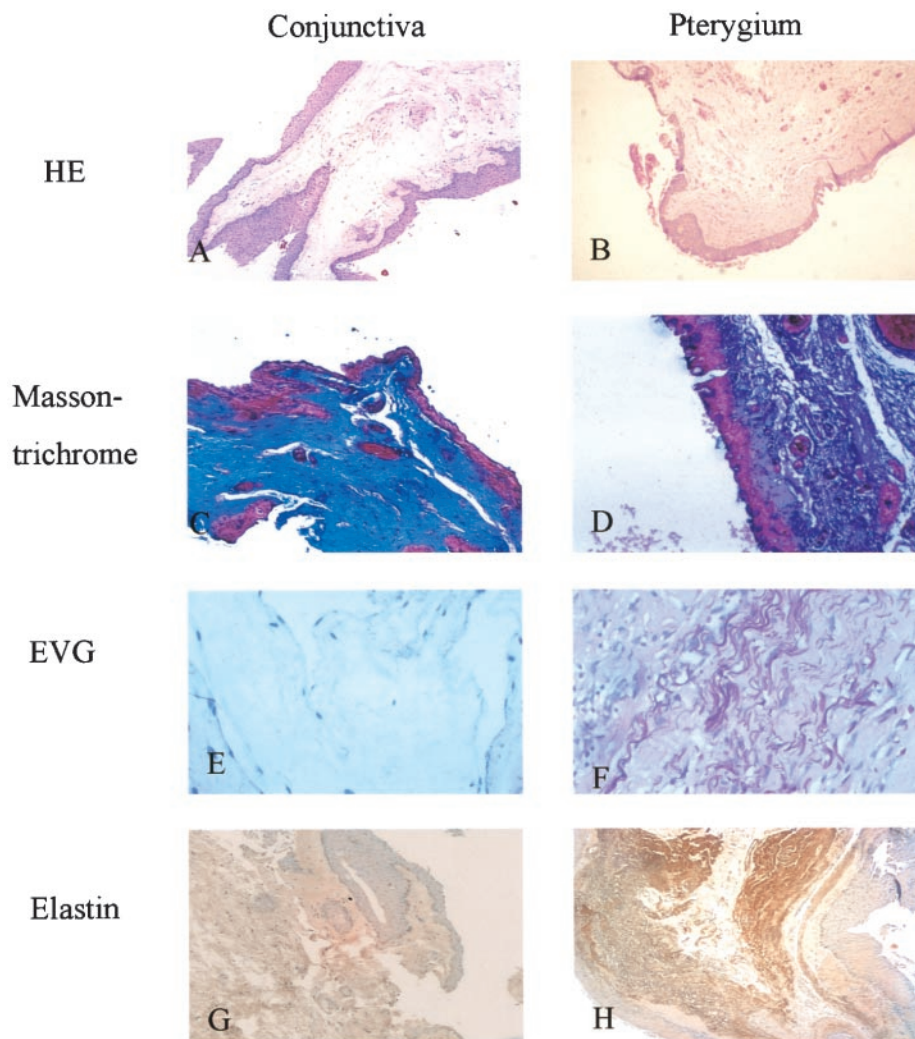 Conjunctiva Pterygium
HE
A B
Masson-
trichrome
C D
EVG
E F
Elastin
G H